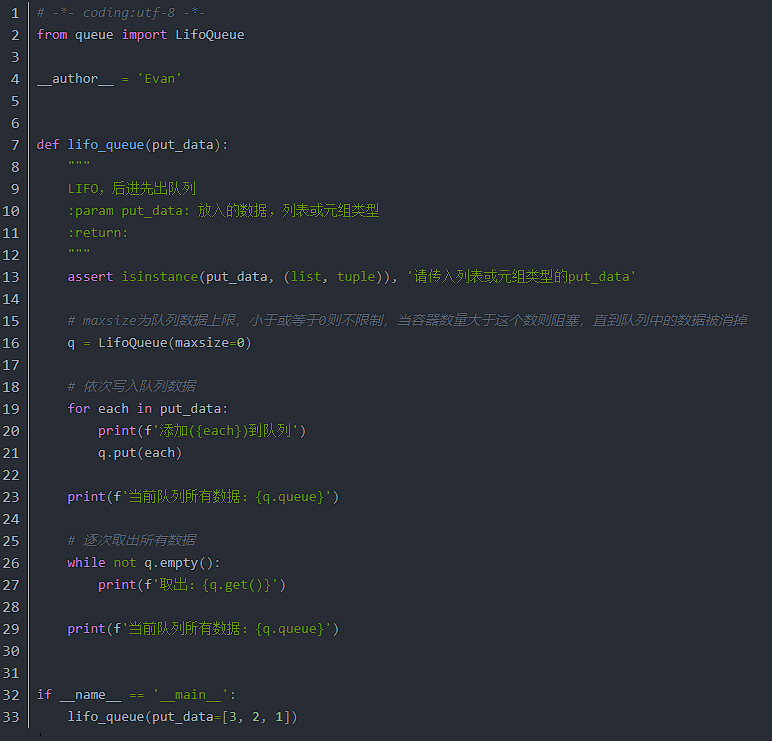 1 # -*- coding:utf-8 -*-
2 from queue import LifoQueue
3
4 __author__ = 'Evan'
5
6
7 def lifo_queue(put_data):
8     """
9     LIFO，后进先出队列
10     :param put_data: 放入的数据，列表或元组类型
11     :return:
12     """
13     assert isinstance(put_data, (list, tuple)), '请传入列表或元组类型的put_data'
14
15     # maxsize为队列数据上限，小于或等于0则不限制，当容器数量大于这个数则阻塞，直到队列中的数据被消掉
16     q = LifoQueue(maxsize=0)
17
18     # 依次写入队列数据
19     for each in put_data:
20         print(f'添加({each})到队列')
21         q.put(each)
22
23     print(f'当前队列所有数据：{q.queue}')
24
25     # 逐次取出所有数据
26     while not q.empty():
27         print(f'取出：{q.get()}')
28
29     print(f'当前队列所有数据：{q.queue}')
30
31
32 if __name__ == '__main__':
33     lifo_queue(put_data=[3, 2, 1])